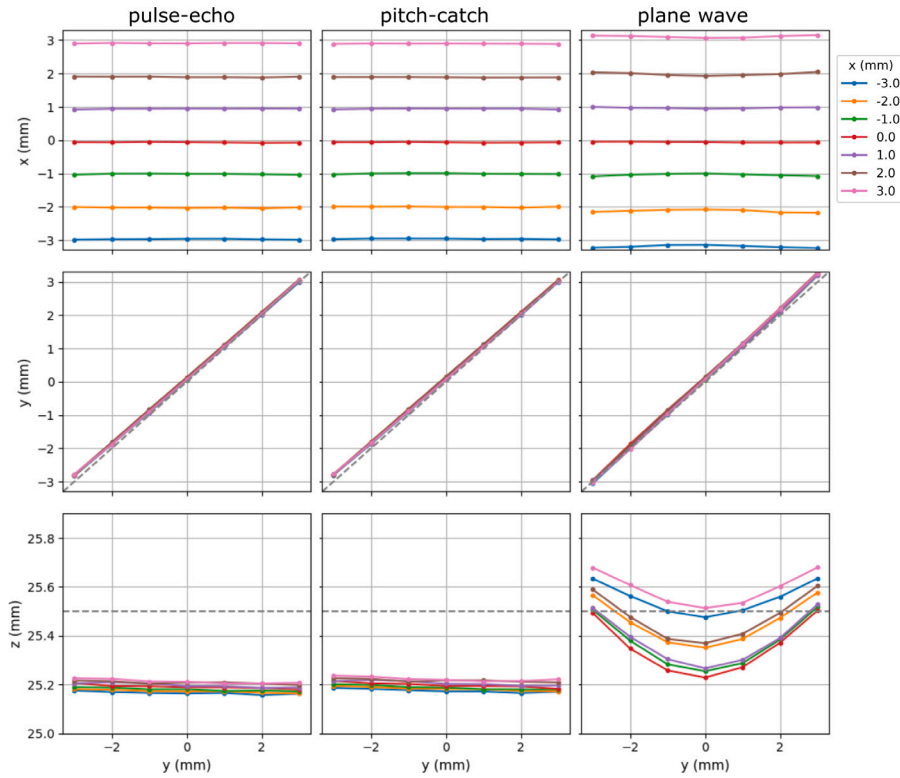 pulse-echo
pitch-catch
plane wave
3
2
1
0
−1
−2
−3
x (mm)
x (mm)
-3.0
-2.0
-1.0
0.0
1.0
2.0
3.0
3
2
1
0
−1
−2
−3
y (mm)
25.8
25.6
25.4
25.2
25.0
z (mm)
−2 0 2
−2 0 2
−2 0 2
y (mm)
y (mm)
y (mm)